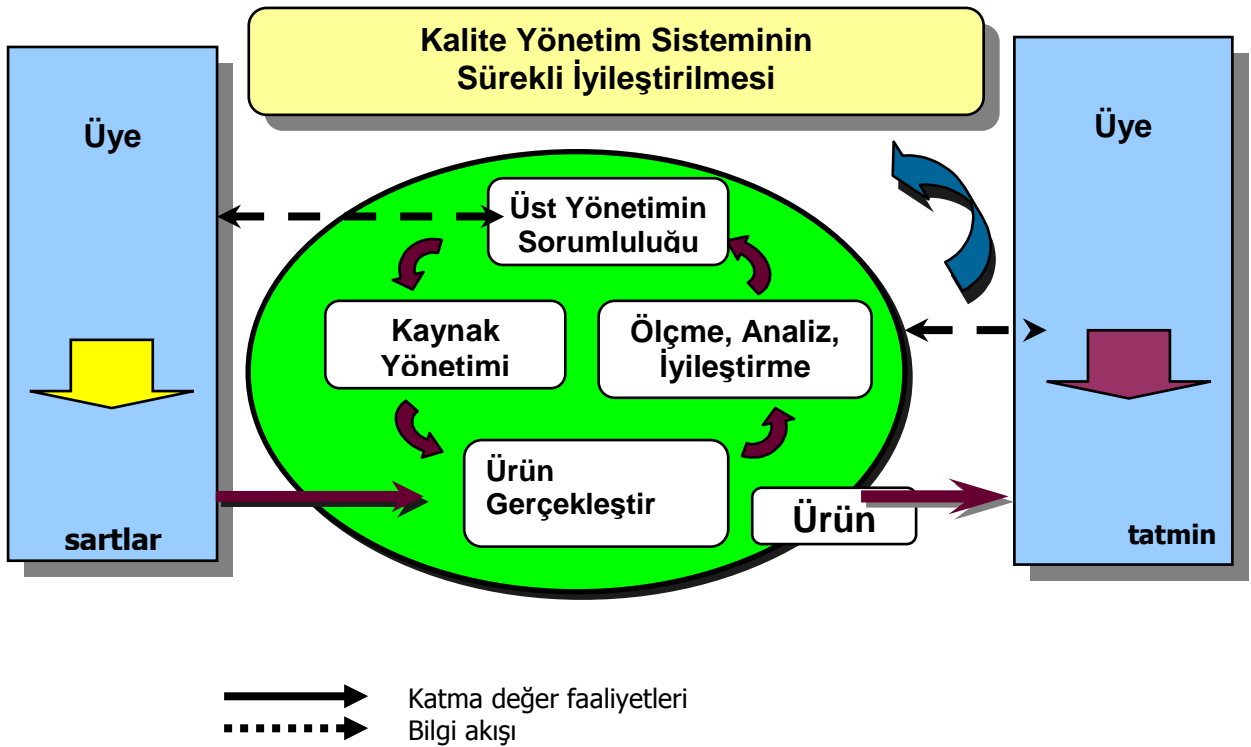 Kalite Yönetim Sisteminin
Sürekli İyileştirilmesi
Üye
Üye
Üst Yönetimin
Sorumluluğu
Kaynak
Yönetimi
Ölçme, Analiz,
İyileştirme
Ürün
Gerçekleştir
Ürün
sartlar
tatmin
Katma değer faaliyetleri
Bilgi akışı